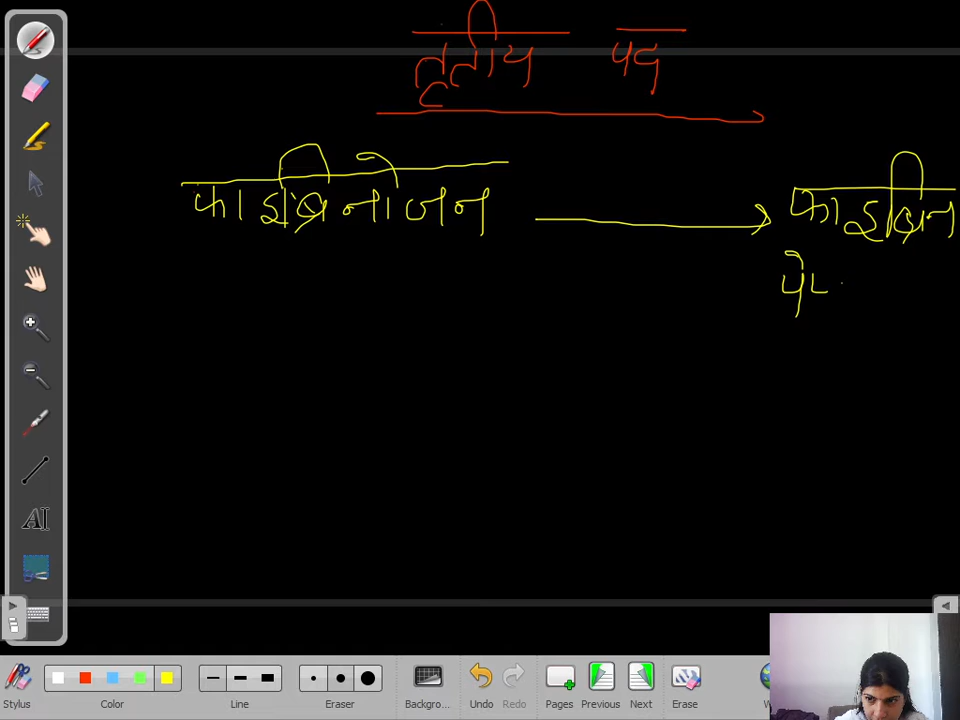 तृतीय पद
फाइब्रिनोजन → फाइब्रिन
Stylus Color Line Eraser Backgro... Undo Redo Pages Previous Next Erase W